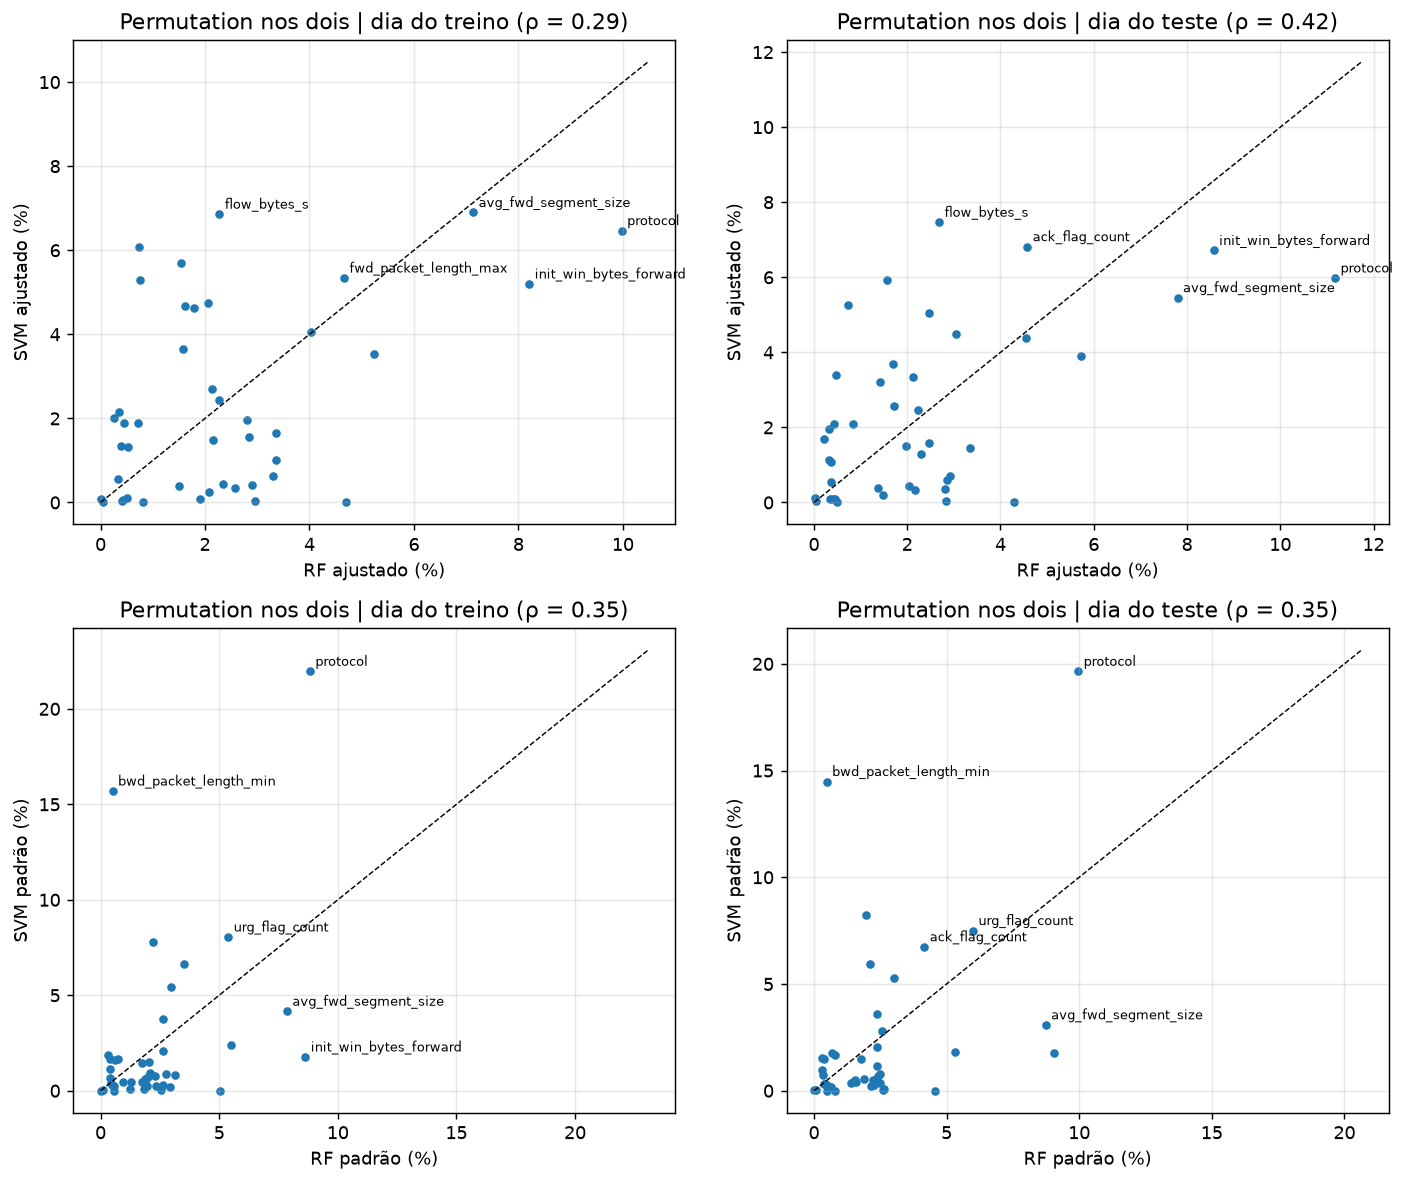 Permutation nos dois | dia do treino (ρ = 0.29)
10
8
6
4
2
0
SVM ajustado (%)
flow_bytes_s
avg_fwd_segment_size
protocol
fwd_packet_length_max
init_win_bytes_forward
0 2 4 6 8 10
RF ajustado (%)
Permutation nos dois | dia do teste (ρ = 0.42)
12
10
8
6
4
2
0
SVM ajustado (%)
flow_bytes_s
ack_flag_count
init_win_bytes_forward
protocol
avg_fwd_segment_size
0 2 4 6 8 10 12
RF ajustado (%)
Permutation nos dois | dia do treino (ρ = 0.35)
20
15
10
5
0
SVM padrão (%)
protocol
bwd_packet_length_min
urg_flag_count
avg_fwd_segment_size
init_win_bytes_forward
0 5 10 15 20
RF padrão (%)
Permutation nos dois | dia do teste (ρ = 0.35)
20
15
10
5
0
SVM padrão (%)
protocol
bwd_packet_length_min
urg_flag_count
ack_flag_count
avg_fwd_segment_size
0 5 10 15 20
RF padrão (%)